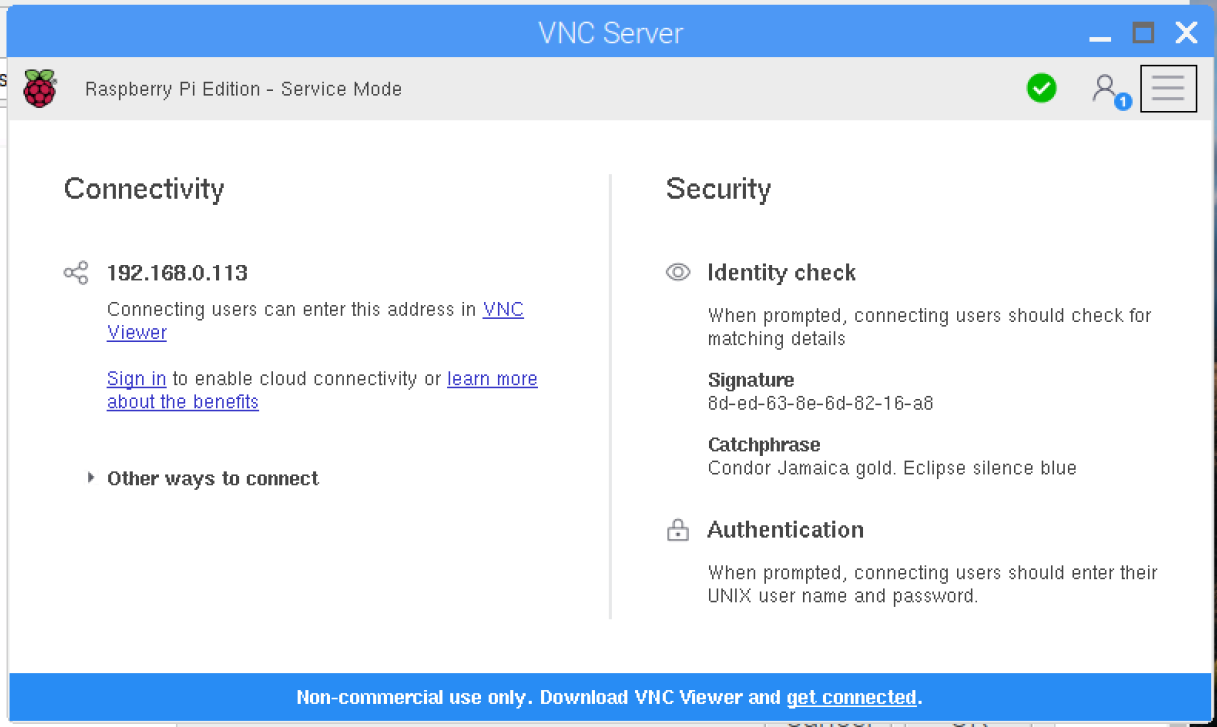 VNC Server
Raspberry Pi Edition - Service Mode
1
Connectivity
192.168.0.113
Connecting users can enter this address in VNC
Viewer
Sign in to enable cloud connectivity or learn more
about the benefits
Other ways to connect
Security
Identity check
When prompted, connecting users should check for
matching details
Signature
8d-ed-63-8e-6d-82-16-a8
Catchphrase
Condor Jamaica gold. Eclipse silence blue
Authentication
When prompted, connecting users should enter their
UNIX user name and password.
Non-commercial use only. Download VNC Viewer and get connected.